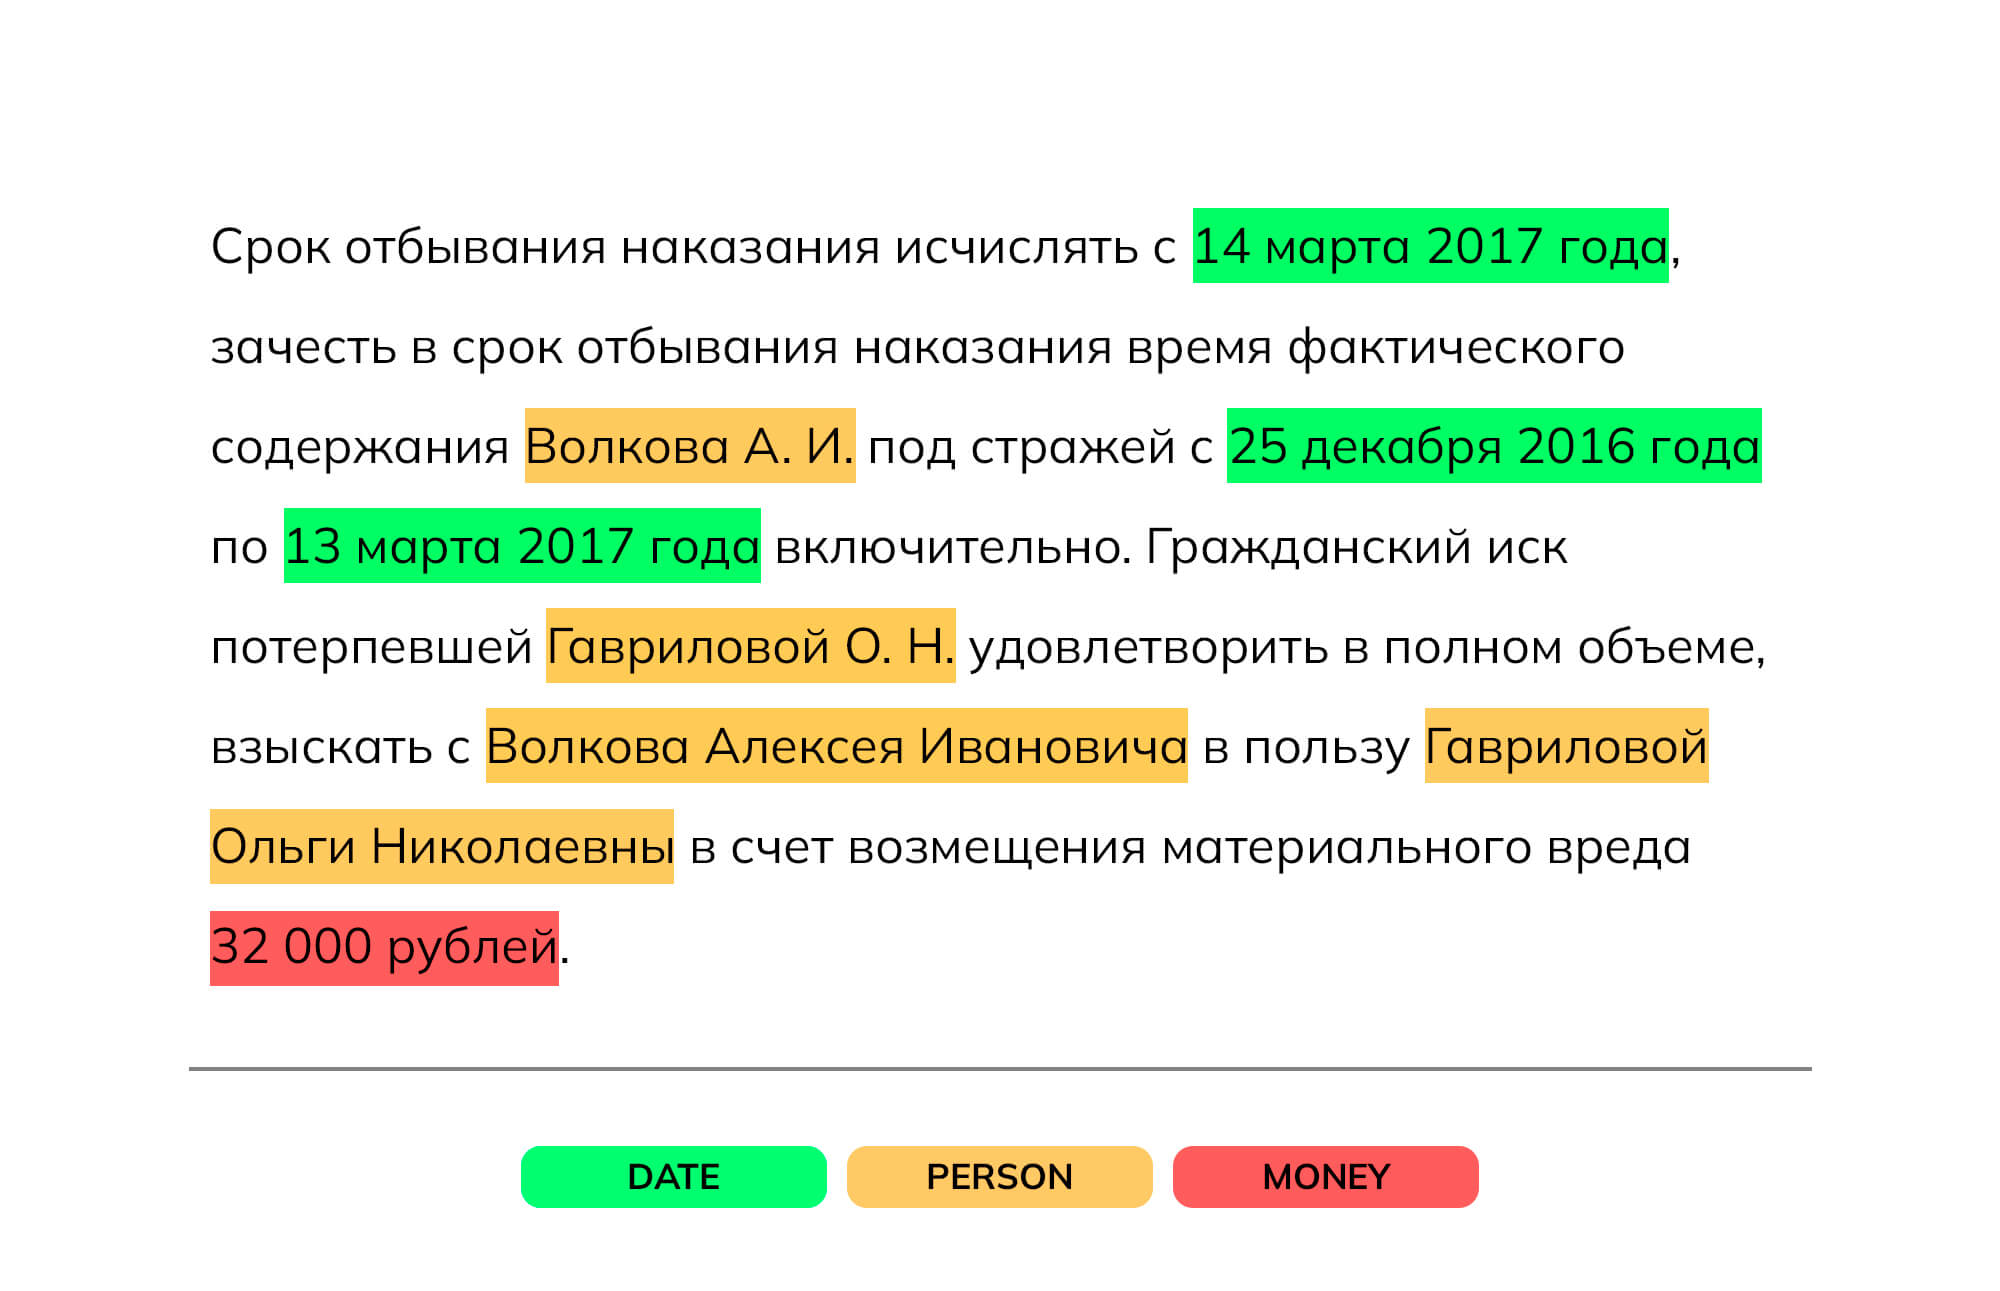 Срок отбывания наказания исчислять с 14 марта 2017 года,
зачесть в срок отбывания наказания время фактического
содержания Волкова А. И. под стражей с 25 декабря 2016 года
по 13 марта 2017 года включительно. Гражданский иск
потерпевшей Гавриловой О. Н. удовлетворить в полном объеме,
взыскать с Волкова Алексея Ивановича в пользу Гавриловой
Ольги Николаевны в счет возмещения материального вреда
32 000 рублей.
DATE PERSON MONEY